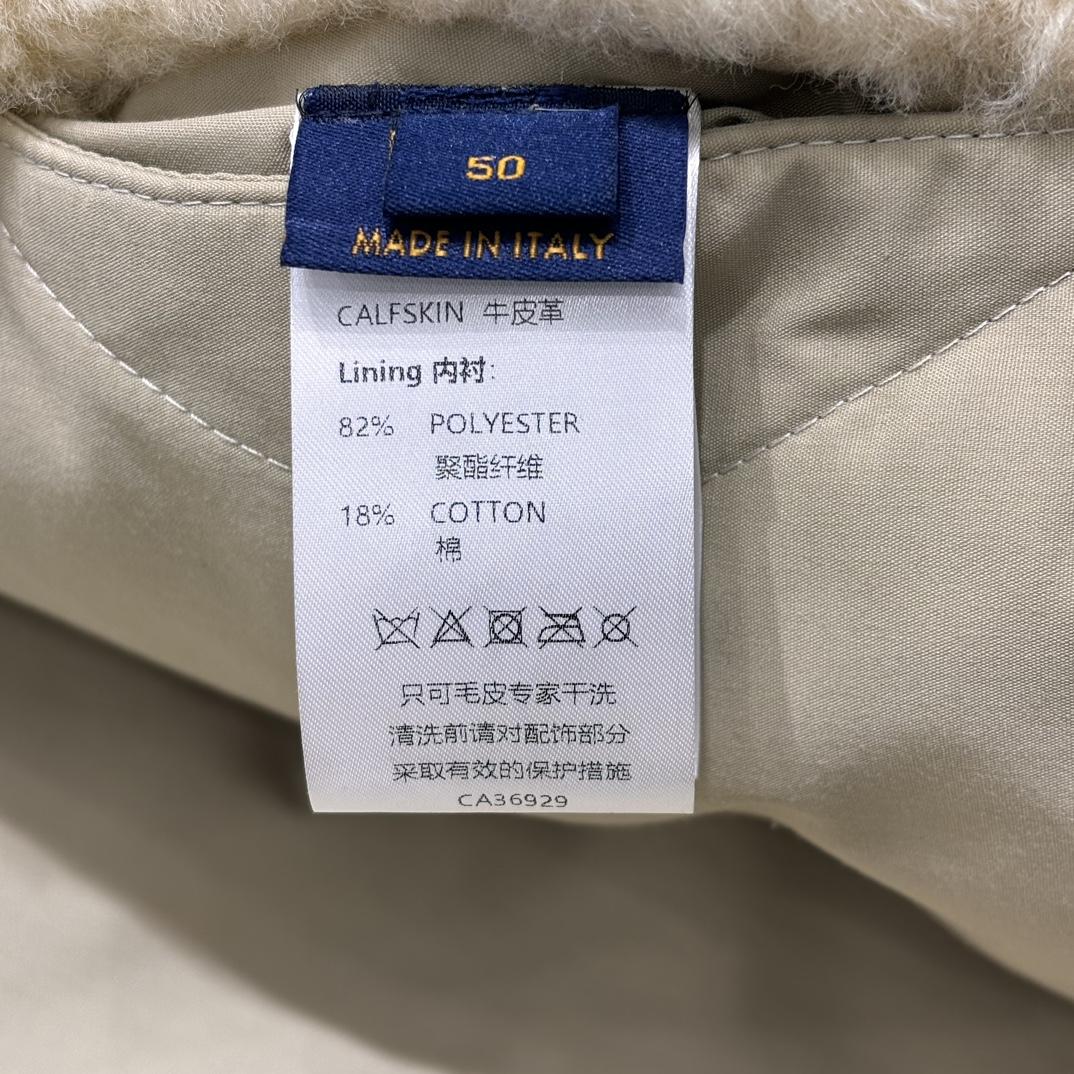 50
MADE IN ITALY
CALFSKIN 牛皮革
Lining 内衬:
82% POLYESTER
聚酯纤维
18% COTTON
棉
只可毛皮专家干洗
清洗前请对配饰部分
采取有效的保护措施
CA36929